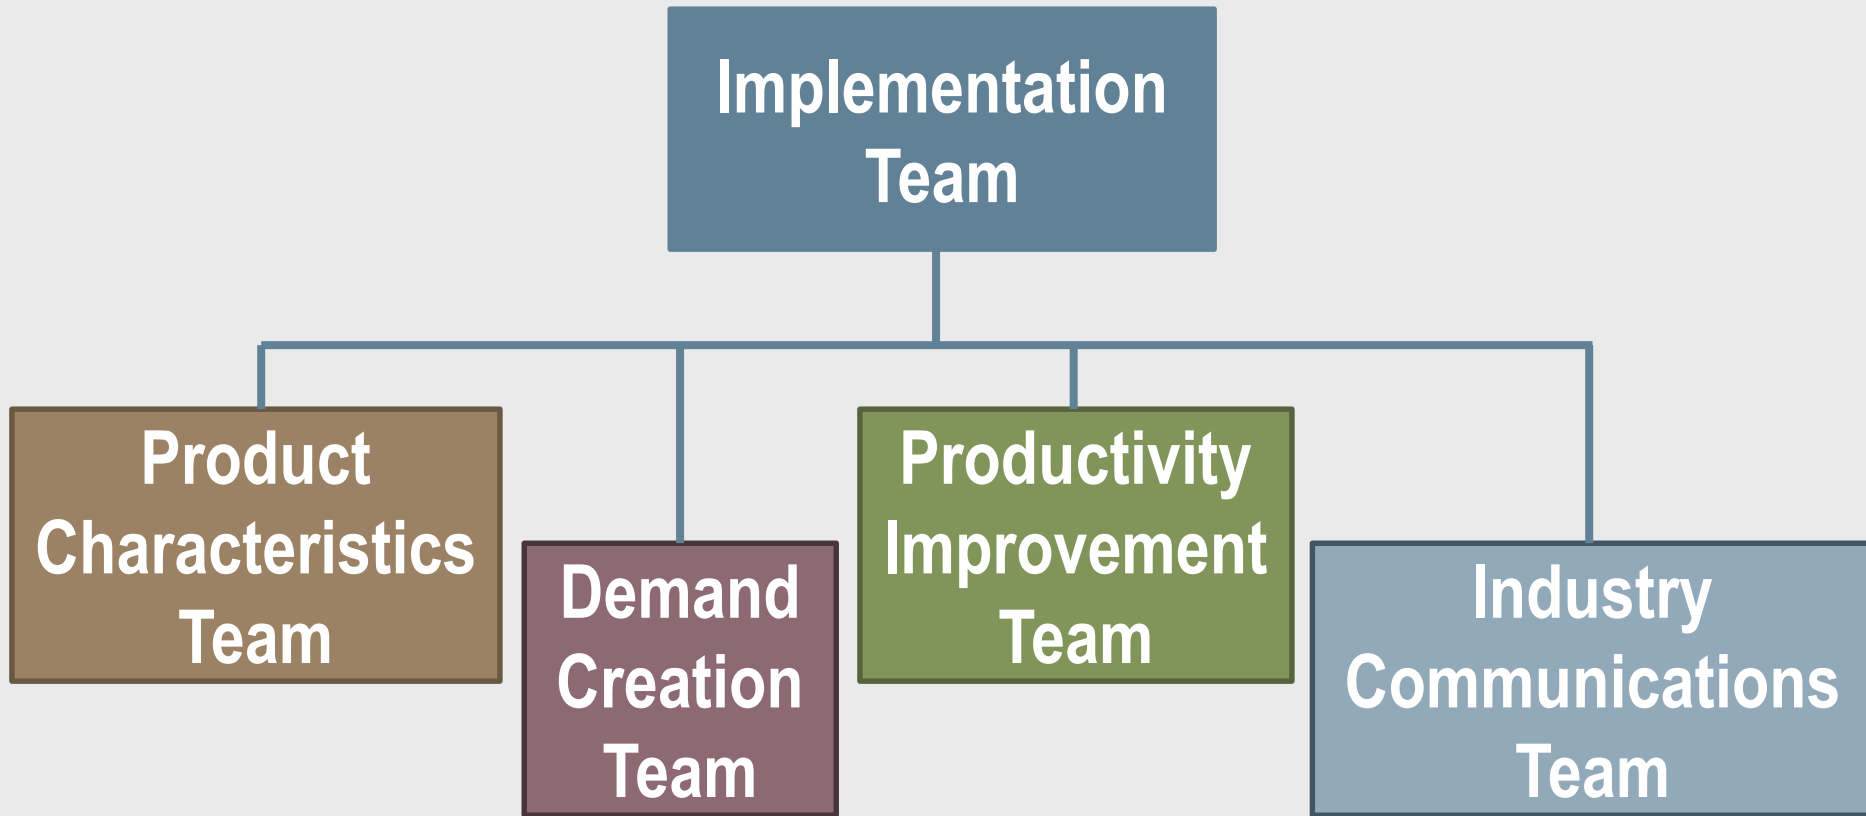 Implementation
Team
Product
Characteristics
Team
Demand
Creation
Team
Productivity
Improvement
Team
Industry
Communications
Team